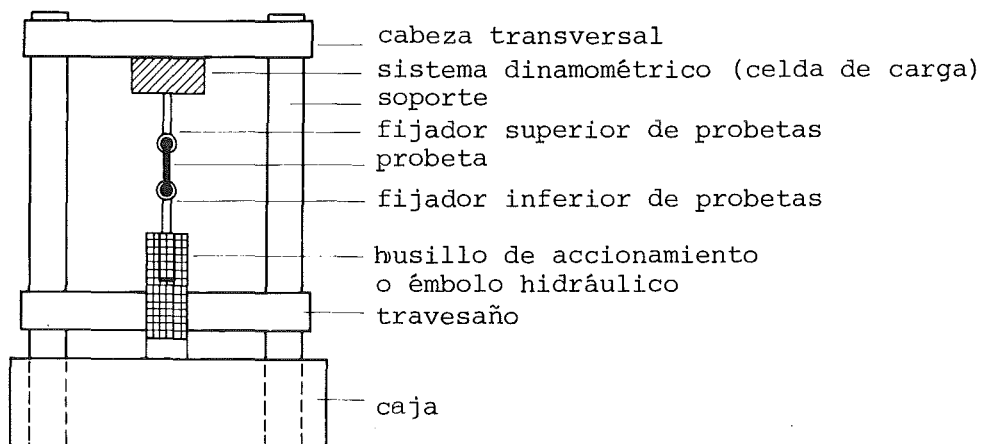 cabeza transversal
sistema dinamométrico (celda de carga)
soporte
fijador superior de probetas
probeta
fijador inferior de probetas
husillo de accionamiento
o émbolo hidráulico
travesaño
caja